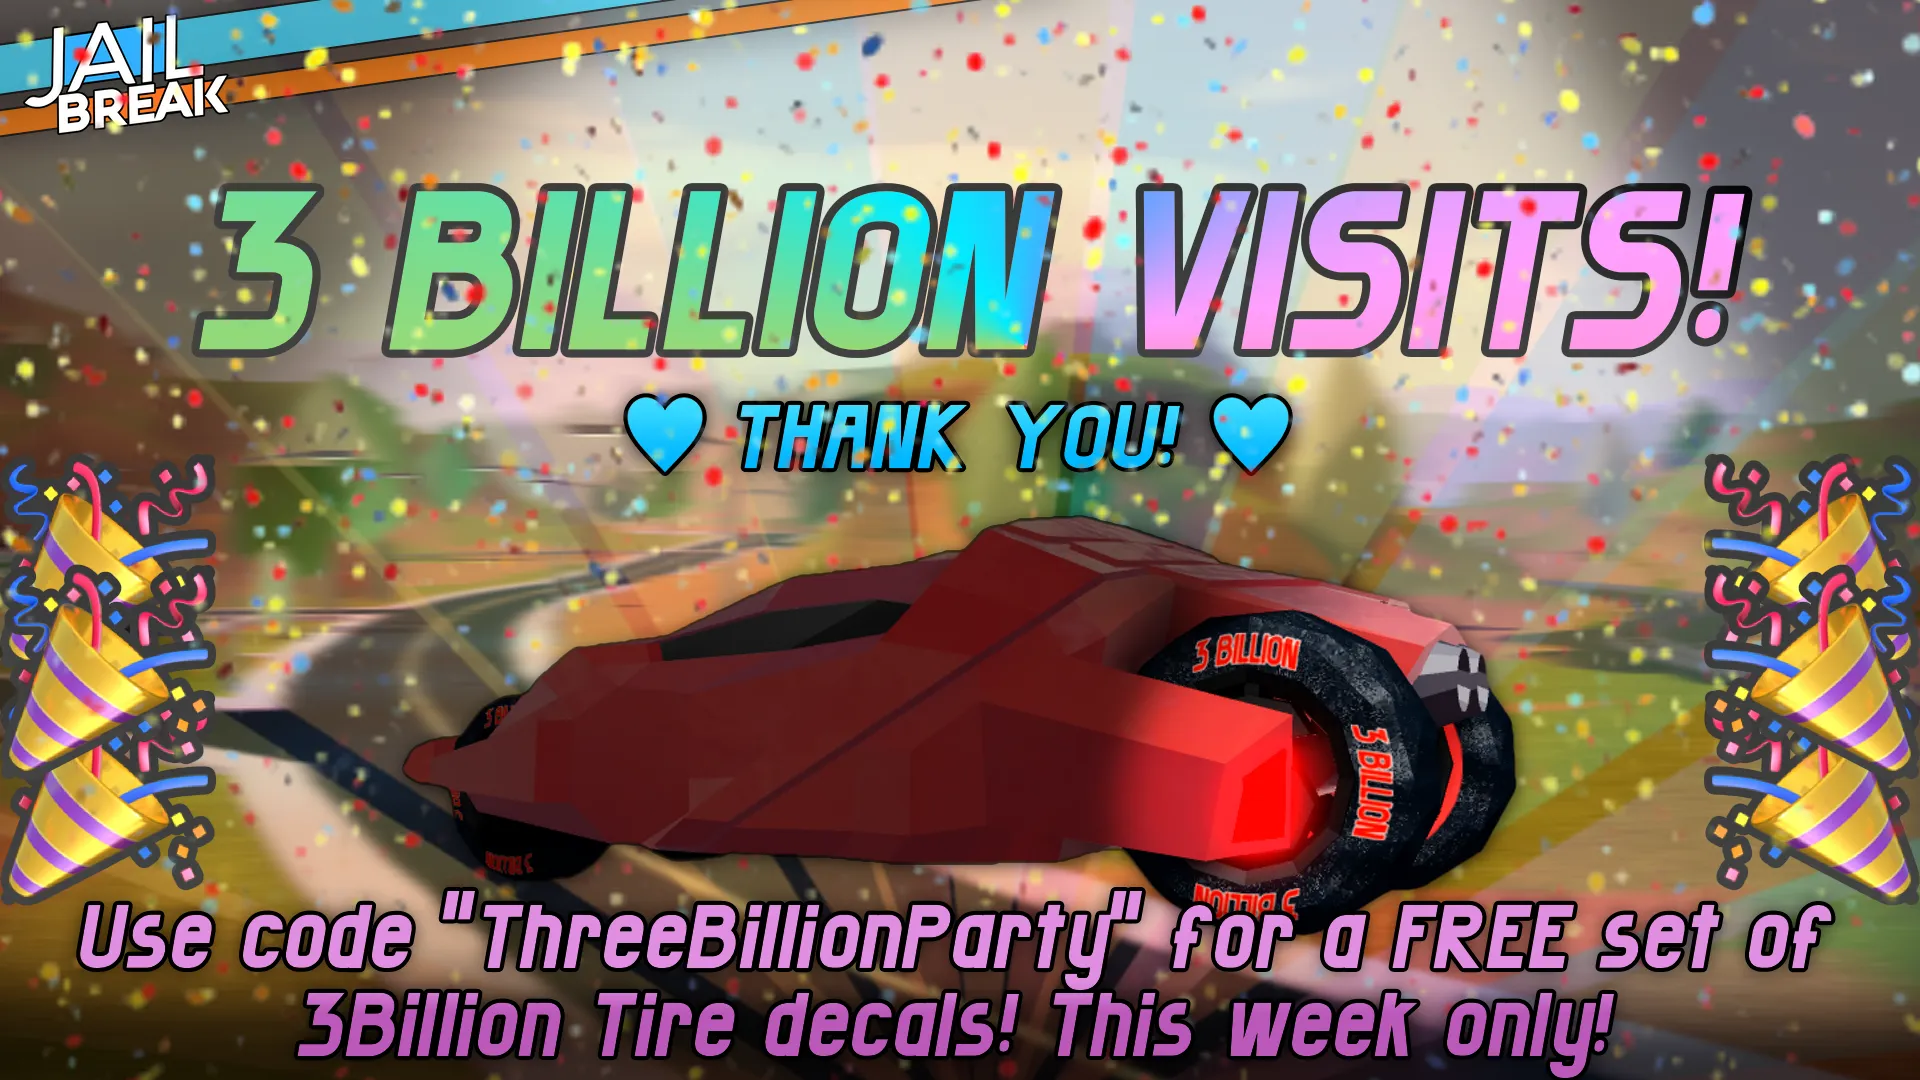 JAIL
BREAK
3 BILLION VISITS!
THANK YOU!
3 BILLION
3 BILLION
3 BILLION
Use code "ThreeBillionParty" for a FREE set of
3Billion Tire decals! This week only!